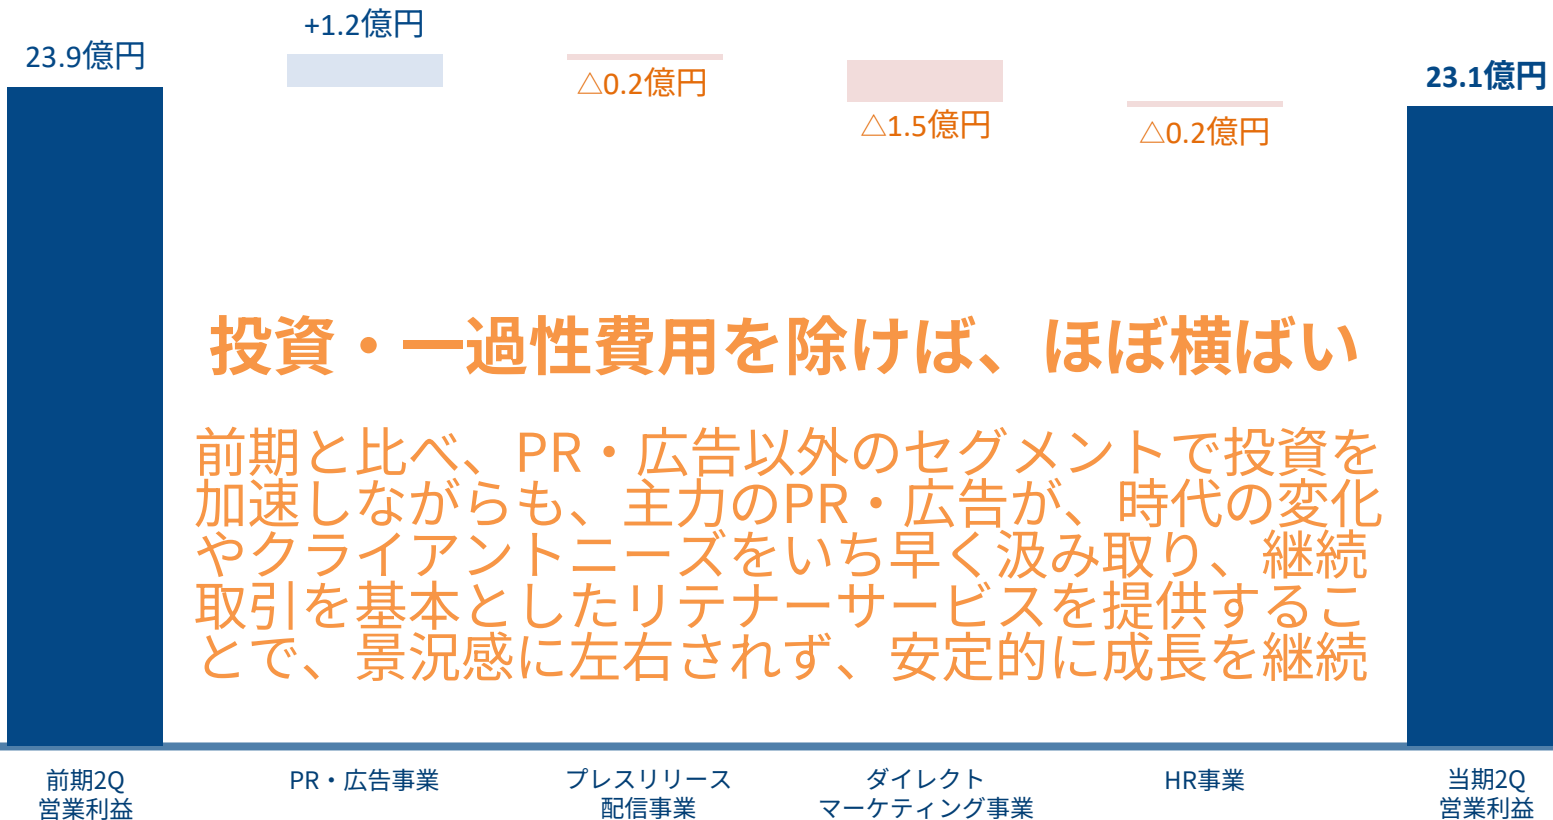 +1.2億円
23.9億円
△0.2億円
△1.5億円
△0.2億円
23.1億円
投資・一過性費用を除けば、ほぼ横ばい
前期と比べ、PR・広告以外のセグメントで投資を
加速しながらも、主力のPR・広告が、時代の変化
やクライアントニーズをいち早く汲み取り、継続
取引を基本としたリテナーサービスを提供するこ
とで、景況感に左右されず、安定的に成長を継続
前期2Q
営業利益
PR・広告事業
プレスリリース
配信事業
ダイレクト
マーケティング事業
HR事業
当期2Q
営業利益